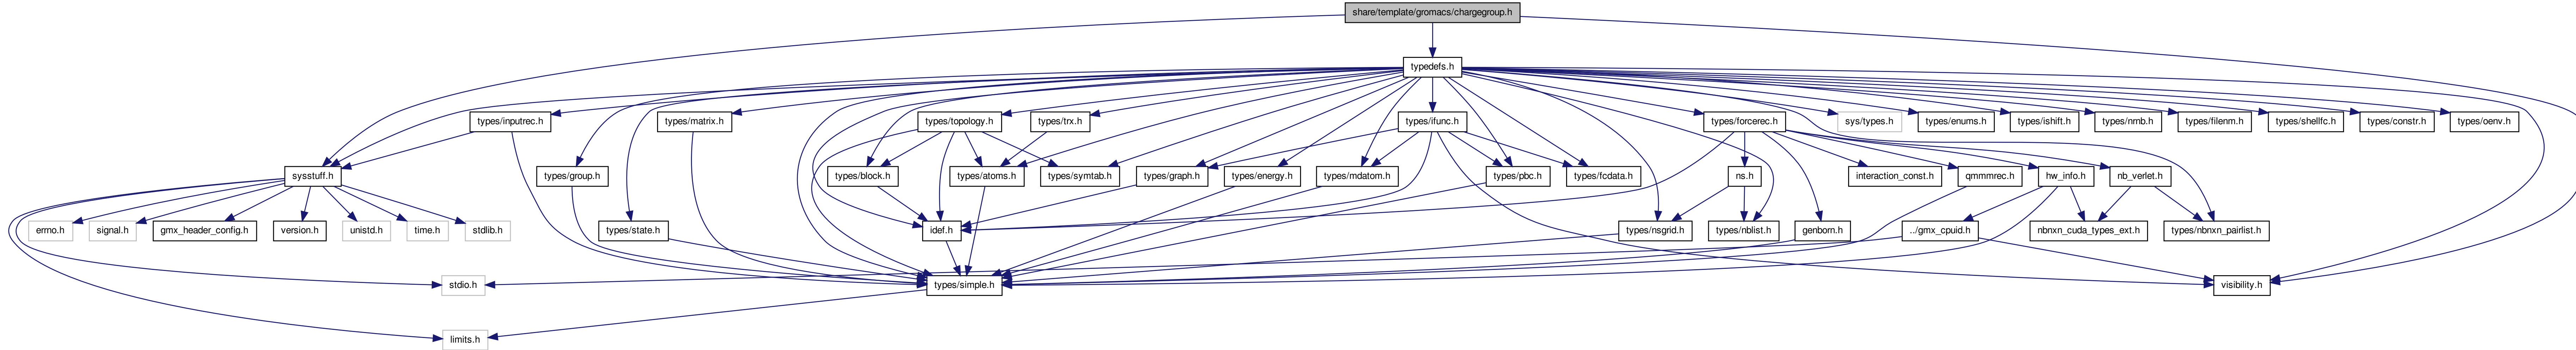 share/template/gromacs/chargegroup.h
typedefs.h
types/inputrec.h
types/matrix.h
types/topology.h
types/trx.h
types/ifunc.h
types/forcerec.h
sys/types.h
types/enums.h
types/ishift.h
types/nrnb.h
types/filenm.h
types/shellfc.h
types/constr.h
types/oenv.h
sysstuff.h
types/group.h
types/block.h
types/atoms.h
types/symtab.h
types/graph.h
types/energy.h
types/mdatom.h
types/pbc.h
types/fcdata.h
ns.h
interaction_const.h
qmmmrec.h
hw_info.h
nb_verlet.h
errno.h
signal.h
gmx_header_config.h
version.h
unistd.h
time.h
stdlib.h
types/state.h
idef.h
types/nsgrid.h
types/nblist.h
genborn.h
../gmx_cpuid.h
nbnxn_cuda_types_ext.h
types/nbnxn_pairlist.h
stdio.h
types/simple.h
visibility.h
limits.h